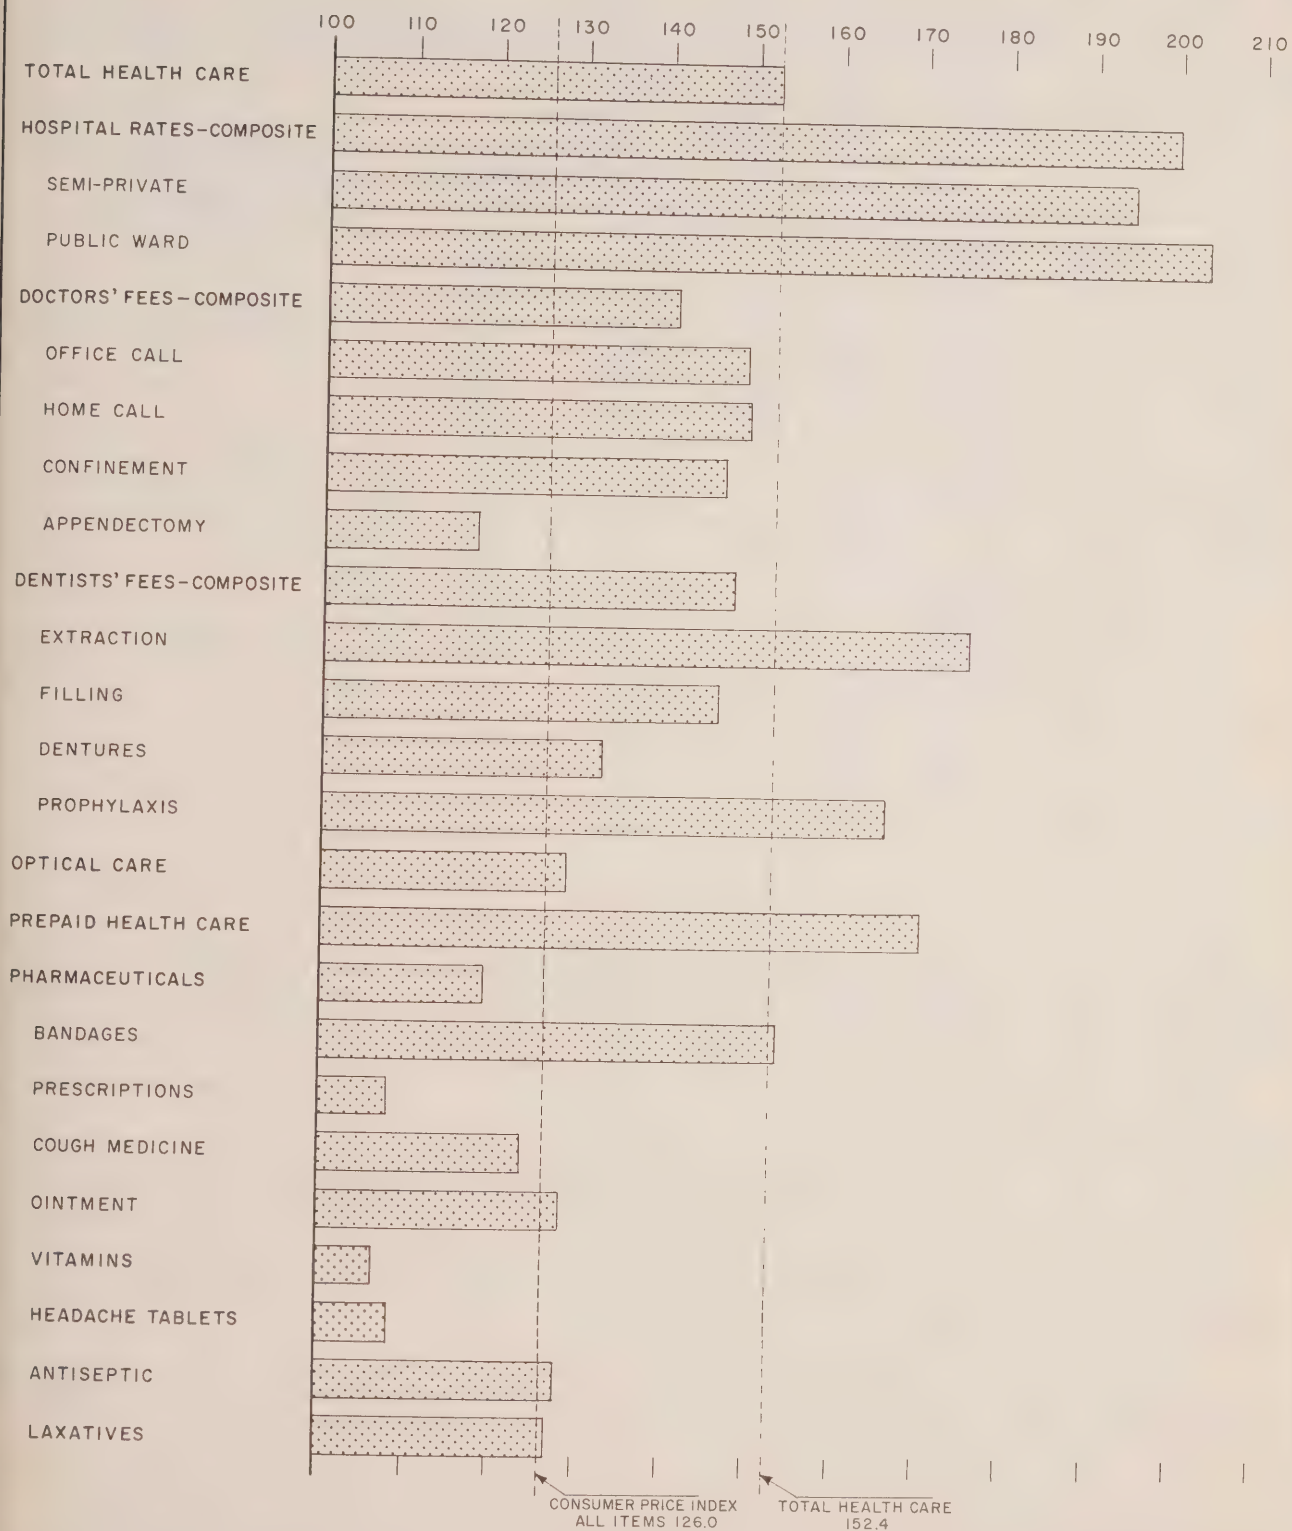 100 110 120 130 140 150 160 170 180 190 200 210
TOTAL HEALTH CARE
HOSPITAL RATES-COMPOSITE
SEMI-PRIVATE
PUBLIC WARD
DOCTORS' FEES-COMPOSITE
OFFICE CALL
HOME CALL
CONFINEMENT
APPENDECTOMY
DENTISTS' FEES-COMPOSITE
EXTRACTION
FILLING
DENTURES
PROPHYLAXIS
OPTICAL CARE
PREPAID HEALTH CARE
PHARMACEUTICALS
BANDAGES
PRESCRIPTIONS
COUGH MEDICINE
OINTMENT
VITAMINS
HEADACHE TABLETS
ANTISEPTIC
LAXATIVES
CONSUMER PRICE INDEX
ALL ITEMS 126.0
TOTAL HEALTH CARE
152.4